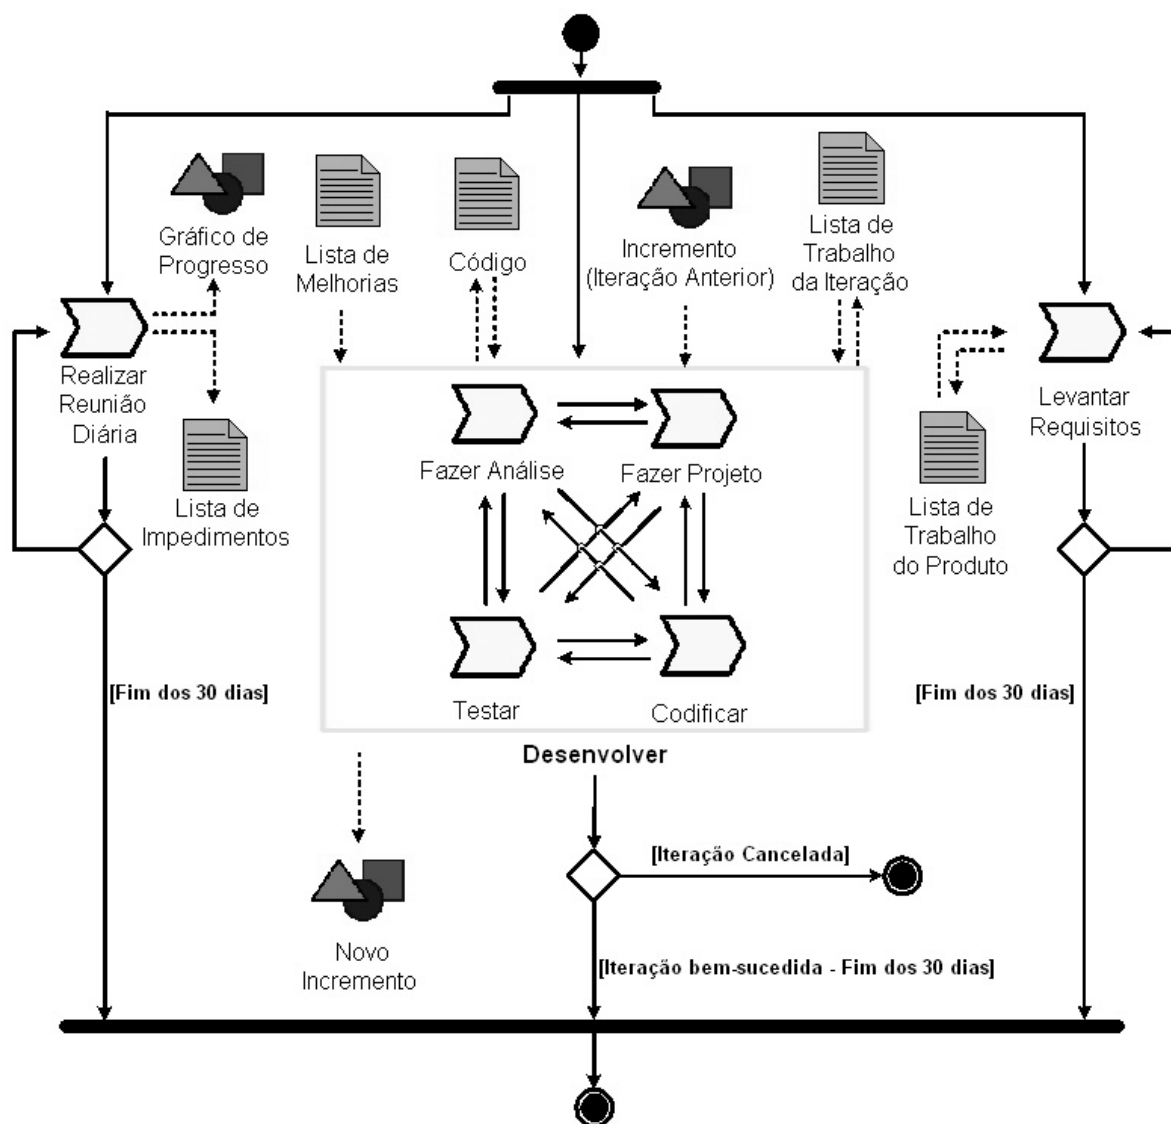 Gráfico de
Progresso
Lista de
Melhorias
Código
Incremento
(Iteração Anterior)
Lista de
Trabalho
da Iteração
Realizar
Reunião
Diária
Lista de
Impedimentos
Fazer Análise
Fazer Projeto
Levantar
Requisitos
Lista de
Trabalho
do Produto
Testar
Codificar
[Fim dos 30 dias]
[Fim dos 30 dias]
Desenvolver
[Iteração Cancelada]
Novo
Incremento
[Iteração bem-sucedida - Fim dos 30 dias]